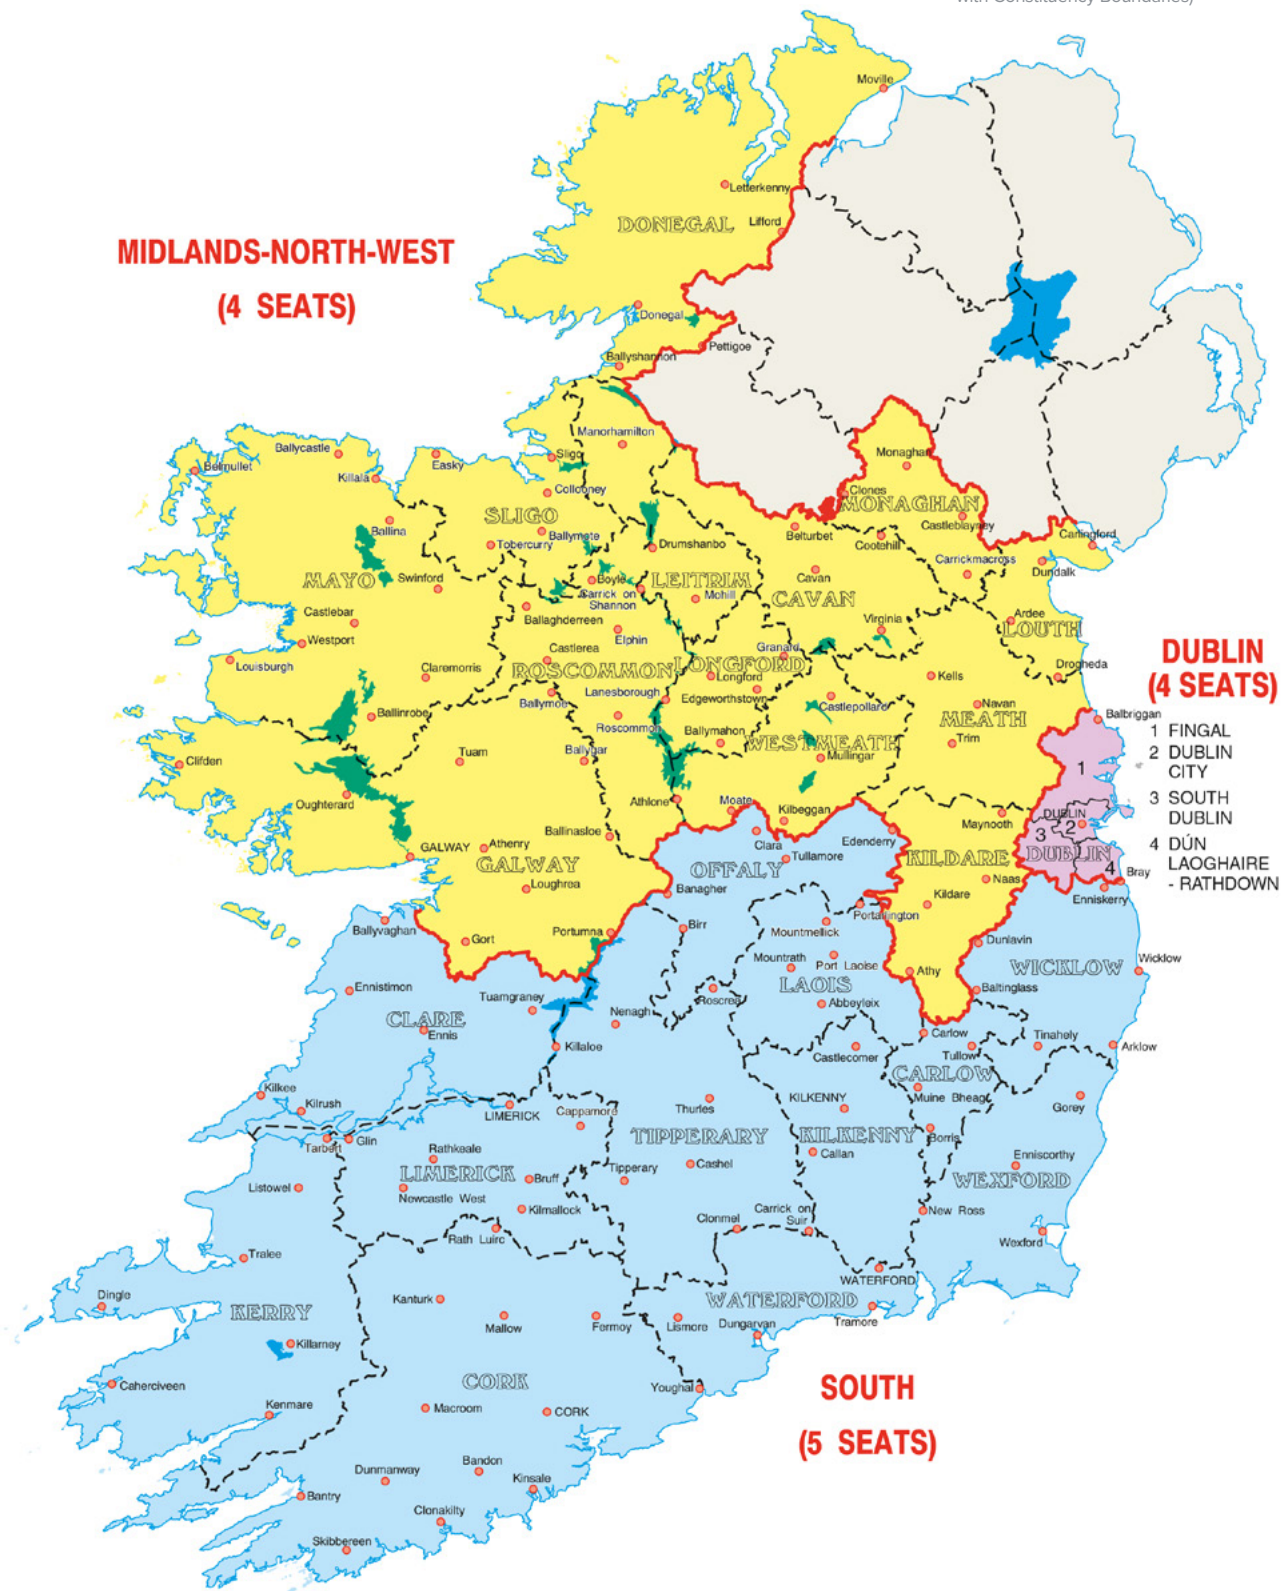 with Constituency Boundaries)
Moville
Letterkenny
DONEGAL
Lifford
MIDLANDS-NORTH-WEST
(4 SEATS)
Donegal
Pettigoe
Ballyshannon
Manorhamilton
Ballycastle
Belmullet
Killala
Easky
Sligo
Monaghan
Collooney
Clones
MONAGHAN
SLIGO
Castleblayney
Ballina
Ballymote
Tobercurry
Drumshanbo
Belturbet
Cootehill
Carlingford
Carrickmacross
Dundalk
MAYO
Swinford
Boyle
LEITRIM
Cavan
CAVAN
Carrick on
Shannon
Mohill
Castlebar
Ballaghderreen
Ardee
Westport
Elphin
Virginia
LOUTH
Castlerea
Granard
Louisburgh
Claremorris
ROSCOMMON
LONGFORD
Longford
Kells
Drogheda
DUBLIN
(4 SEATS)
Lanesborough
Edgeworthstown
Ballymoe
Castlepollard
Navan
MEATH
Ballinrobe
Roscommon
Ballymahon
WESTMEATH
Trim
Balbriggan
1 FINGAL
Clifden
Tuam
Ballygar
Mullingar
2 DUBLIN
CITY
1
Oughterard
Athlone
Moate
Kilbeggan
Maynooth
3 SOUTH
DUBLIN
DUBLIN
2
3
Ballinasloe
Clara
Edenderry
4 DÚN
LAOGHAIRE
- RATHDOWN
GALWAY
Athenry
GALWAY
OFFALY
Tullamore
KILDARE
DUBLIN
4
Bray
Loughrea
Banagher
Naas
Enniskerry
Kildare
Portarlington
Ballyvaghan
Gort
Portumna
Birr
Mountmellick
Dunlavin
Mountrath
Port Laoise
Athy
WICKLOW
Wicklow
Ennistimon
Tuamgraney
Roscrea
LAOIS
Abbeyleix
Baltinglass
CLARE
Ennis
Nenagh
Carlow
Tinahely
Arklow
Killaloe
Castlecomer
Tullow
CARLOW
Kilkee
Kilrush
LIMERICK
Cappamore
Thurles
KILKENNY
Muine Bheag
Gorey
Tarbert
Glin
Rathkeale
TIPPERARY
KILKENNY
Borris
Callan
Enniscorthy
LIMERICK
Tipperary
Cashel
WEXFORD
Listowel
Newcastle West
Bruff
Kilmallock
Clonmel
Carrick on
Suir
New Ross
Rath Luirc
Wexford
Tralee
WATERFORD
Dingle
KERRY
Kanturk
Mallow
Fermoy
Lismore
WATERFORD
Dungarvan
Tramore
Killarney
Caherciveen
CORK
Youghal
SOUTH
(5 SEATS)
Kenmare
Macroom
CORK
Dunmanway
Bandon
Kinsale
Bantry
Clonakilty
Skibbereen